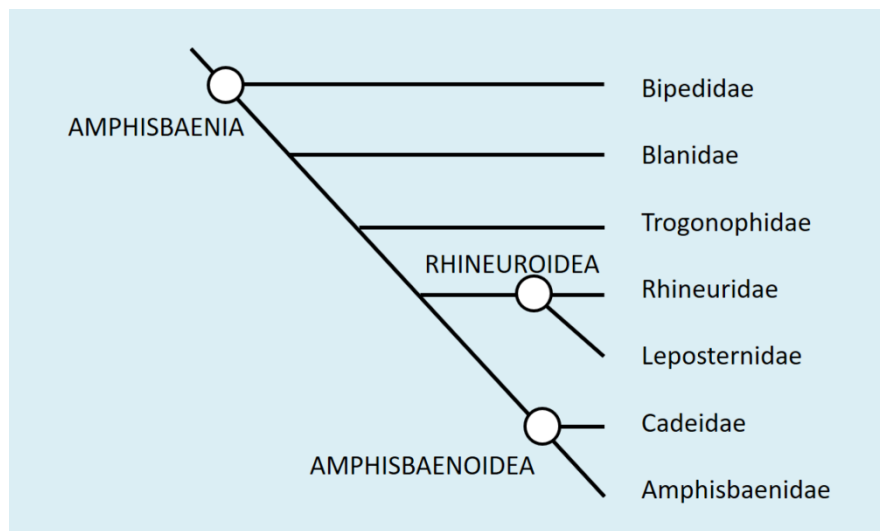 Bipedidae
AMPHISBAENIA
Blanidae
Trogonophidae
RHINEUROIDEA
Rhineuridae
Leposternidae
Cadeidae
AMPHISBAENOIDEA
Amphisbaenidae